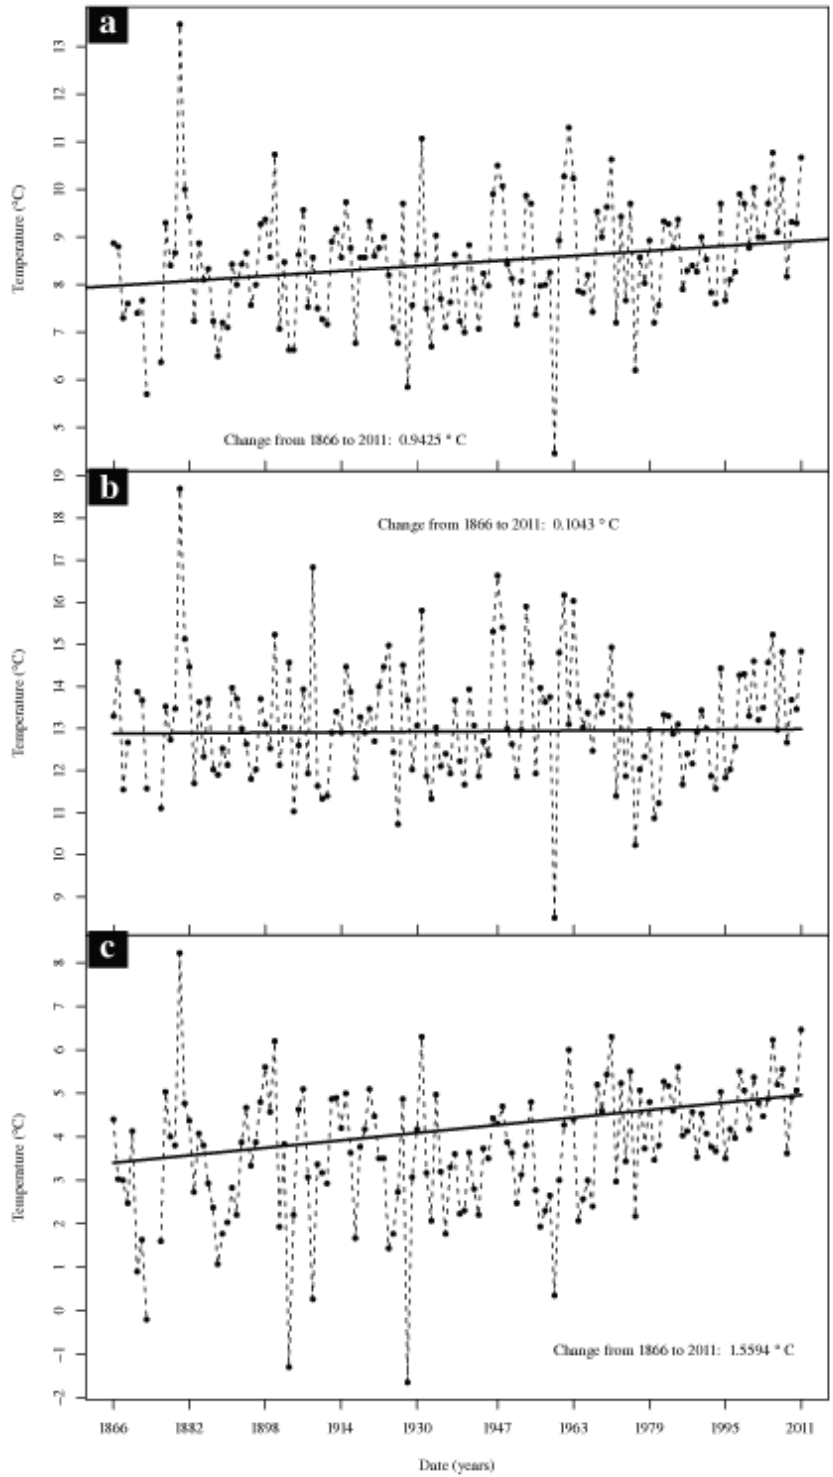 a
13
12
11
10
9
8
7
6
5
Temperature (°C)
Change from 1866 to 2011: 0.9425 ° C
b
19
18
17
16
15
14
13
12
11
10
9
Temperature (°C)
Change from 1866 to 2011: 0.1043 ° C
c
8
7
6
5
4
3
2
1
0
−1
−2
Temperature (°C)
Change from 1866 to 2011: 1.5594 ° C
1866 1882 1898 1914 1930 1947 1963 1979 1995 2011
Date (years)